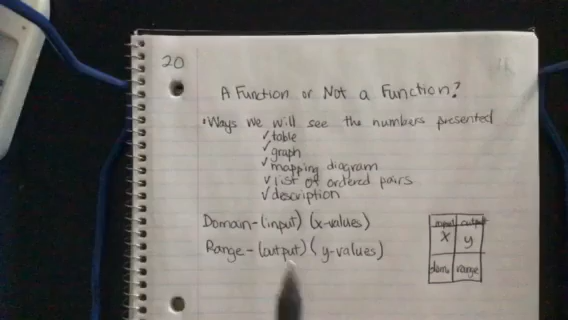 20
A Function or Not a Function?
•Ways we will see the numbers presented
✓table
✓graph
✓mapping diagram
✓list of ordered pairs
✓description
Domain-(input) (x-values)
Range-(output) (y-values)
input output
x y
doma range